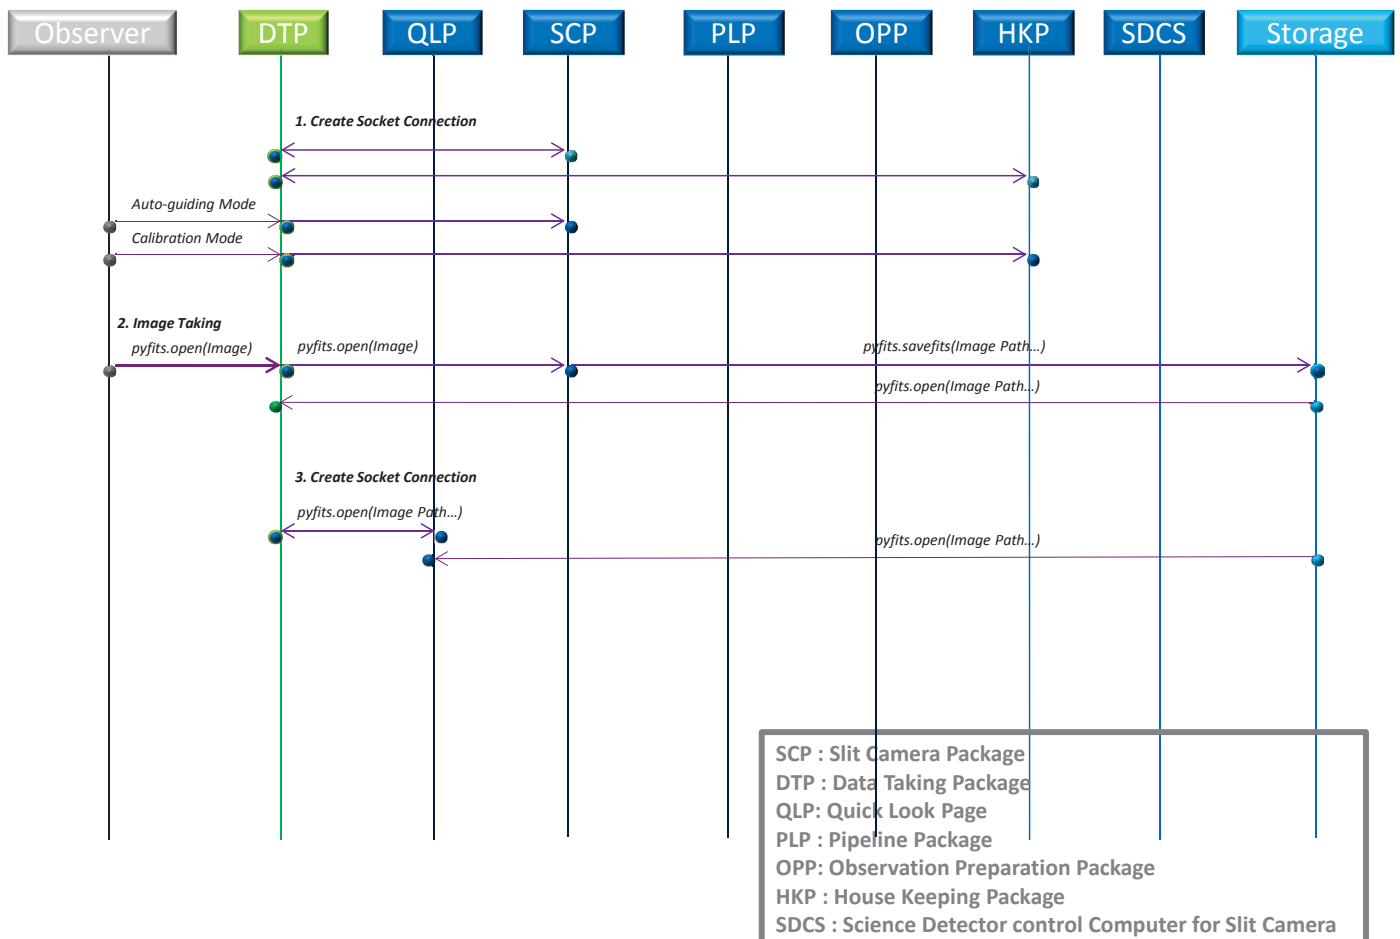 Observer DTP QLP SCP PLP OPP HKP SDCS Storage
1. Create Socket Connection
Auto-guiding Mode
Calibration Mode
2. Image Taking
pyfits.open(Image) pyfits.open(Image) pyfits.savefits(Image Path...)
pyfits.open(Image Path...)
3. Create Socket Connection
pyfits.open(Image Path...)
pyfits.open(Image Path...)
SCP : Slit Camera Package
DTP : Data Taking Package
QLP: Quick Look Page
PLP : Pipeline Package
OPP: Observation Preparation Package
HKP : House Keeping Package
SDCS : Science Detector control Computer for Slit Camera